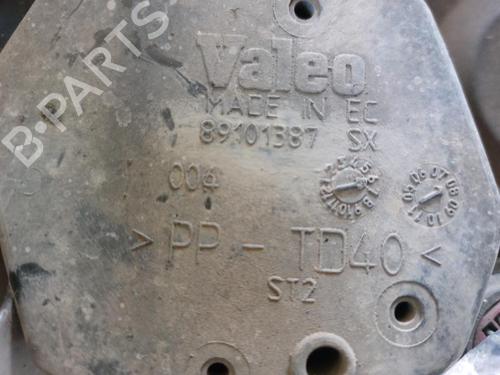 B-PARTS
Valeo
MADE IN EC
89101387 SX
004
> PP - TD40 <
ST2